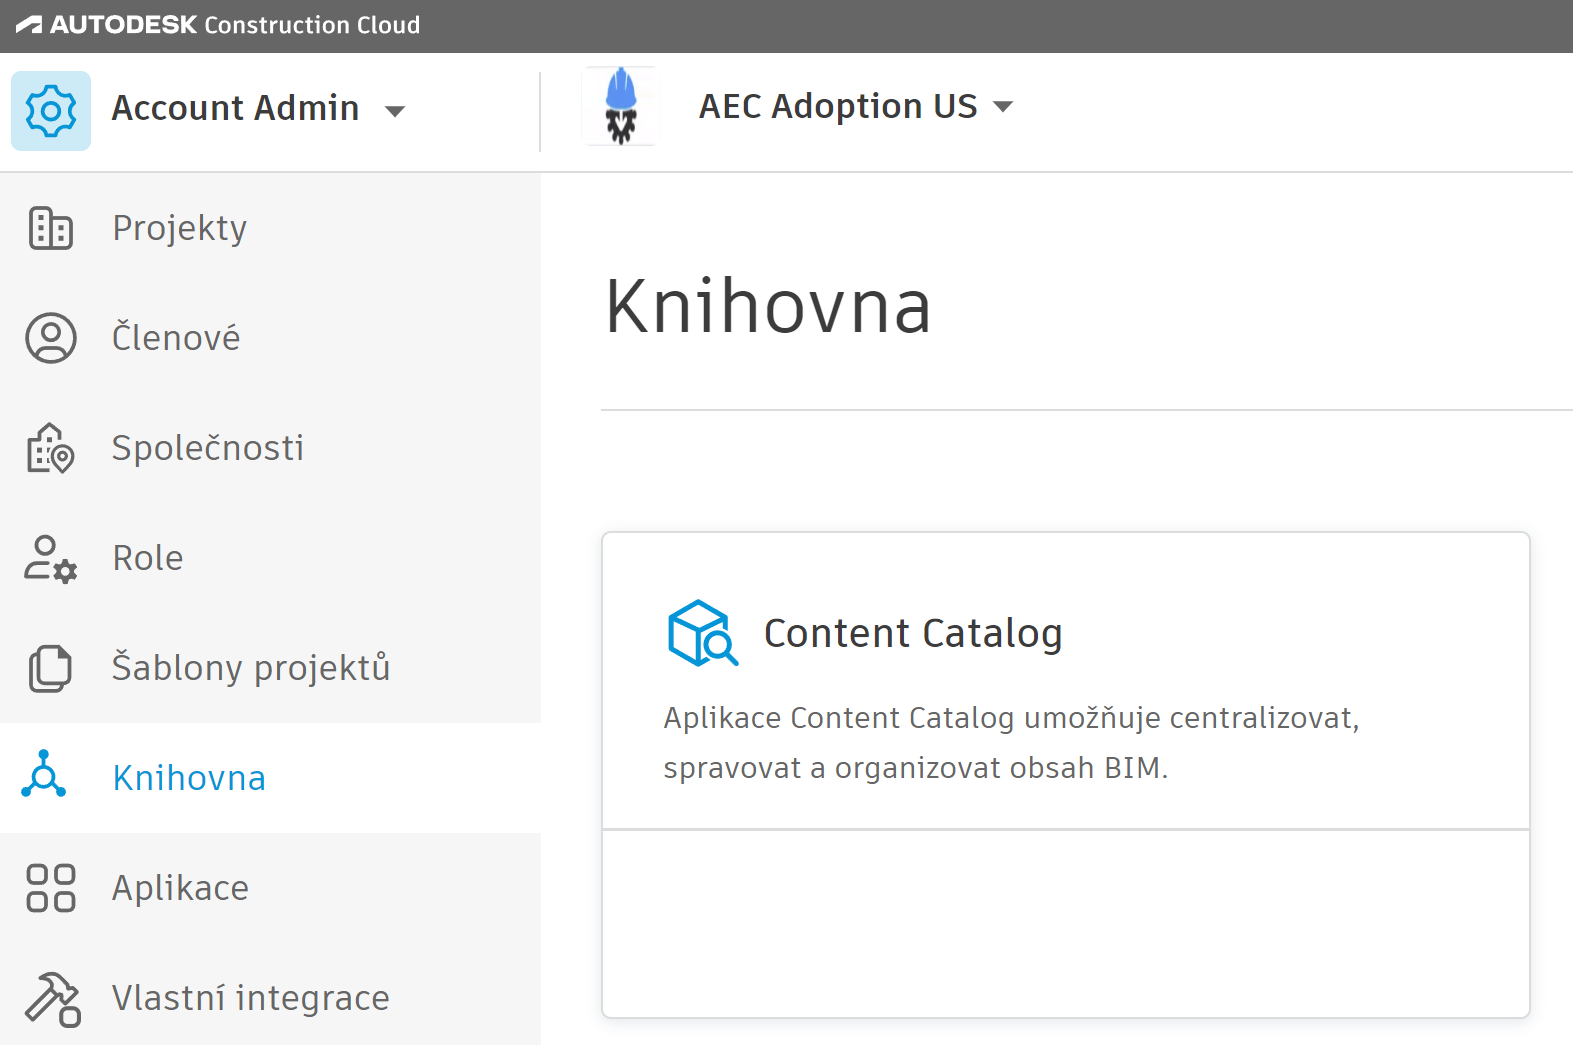 AUTODESK Construction Cloud
Account Admin
AEC Adoption US
Projekty
Členové
Společnosti
Role
Šablony projektů
Knihovna
Aplikace
Vlastní integrace
Knihovna
Content Catalog
Aplikace Content Catalog umožňuje centralizovat,
spravovat a organizovat obsah BIM.